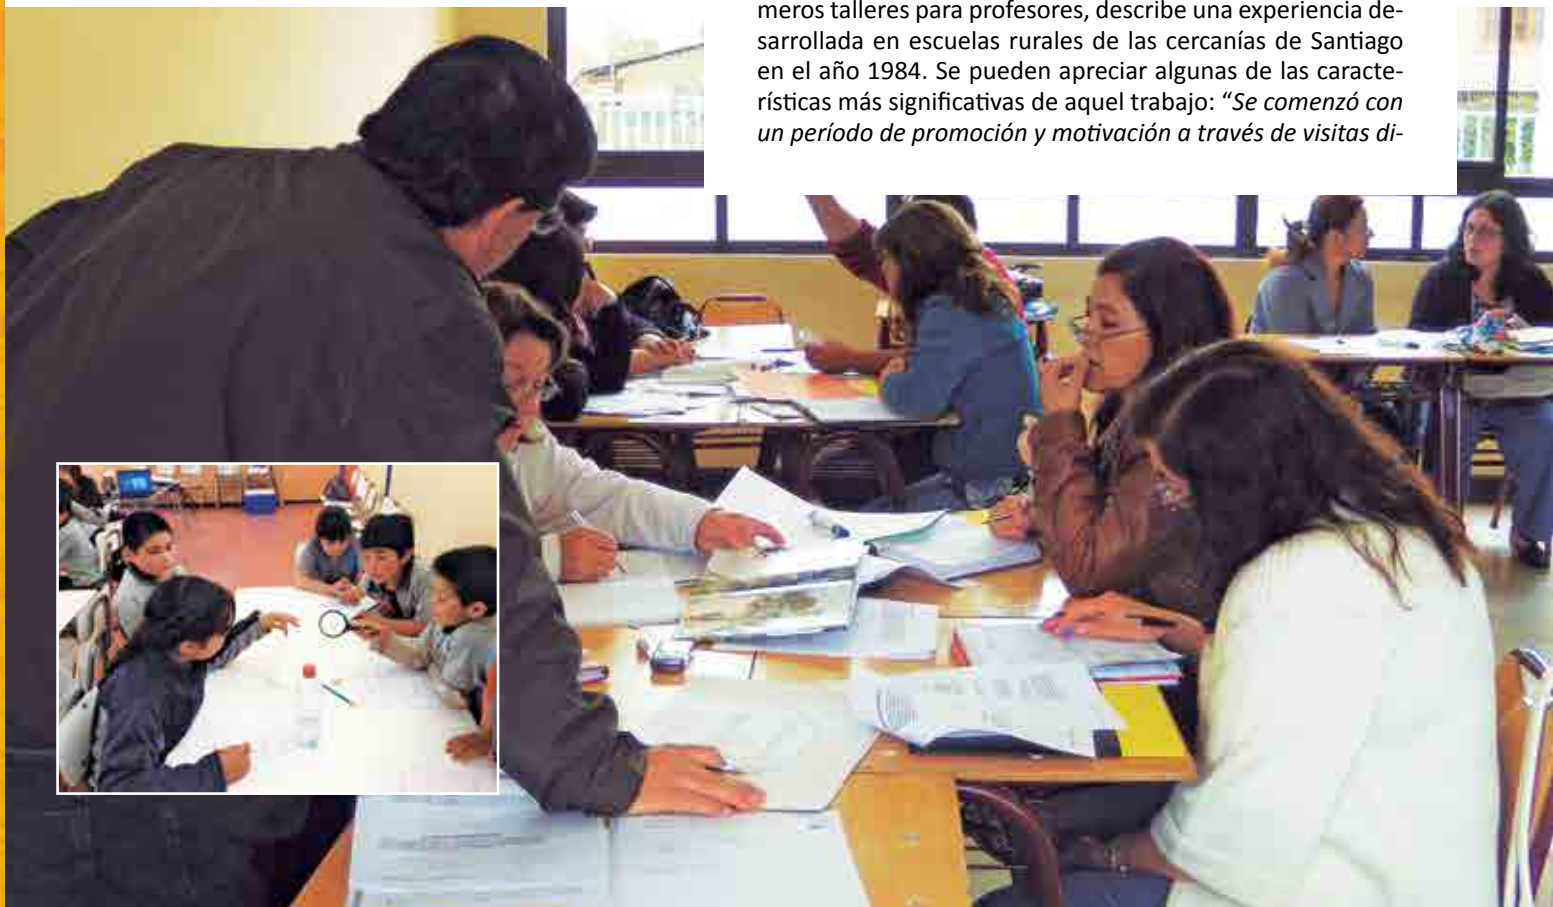 meros talleres para profesores, describe una experiencia de-
sarrollada en escuelas rurales de las cercanías de Santiago
en el año 1984. Se pueden apreciar algunas de las caracte-
rísticas más significativas de aquel trabajo: “Se comenzó con
un período de promoción y motivación a través de visitas di-